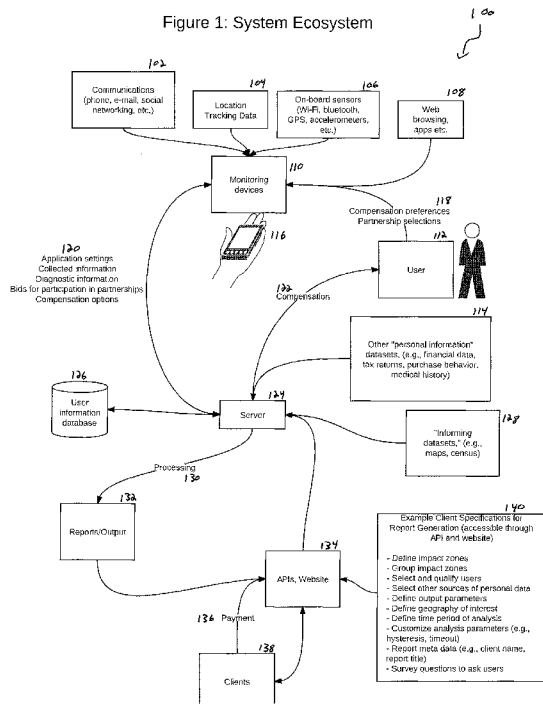 Figure 1: System Ecosystem
100
102
Communications
(phone, e-mail, social
networking, etc.)
104
Location
Tracking Data
106
On-board sensors
(Wi-Fi, bluetooth,
GPS, accelerometers,
etc.)
108
Web
browsing,
apps etc.
110
Monitoring
devices
116
118
Compensation preferences
Partnership selections
112
User
120
Application settings
Collected information
Diagnostic information
Bids for participation in partnerships
Compensation options
122
Compensation
114
Other "personal information"
datasets, (e.g., financial data,
tax returns, purchase behavior,
medical history)
126
User
information
database
124
Server
128
"Informing
datasets," (e.g.,
maps, census)
Processing
130
132
Reports/Output
134
APIs, Website
136 Payment
138
Clients
140
Example Client Specifications for
Report Generation (accessible through
API and website)
- Define impact zones
- Group impact zones
- Select and qualify users
- Select other sources of personal data
- Define output parameters
- Define geography of interest
- Define time period of analysis
- Customize analysis parameters (e.g.,
hysteresis, timeout)
- Report meta data (e.g., client name,
report title)
- Survey questions to ask users